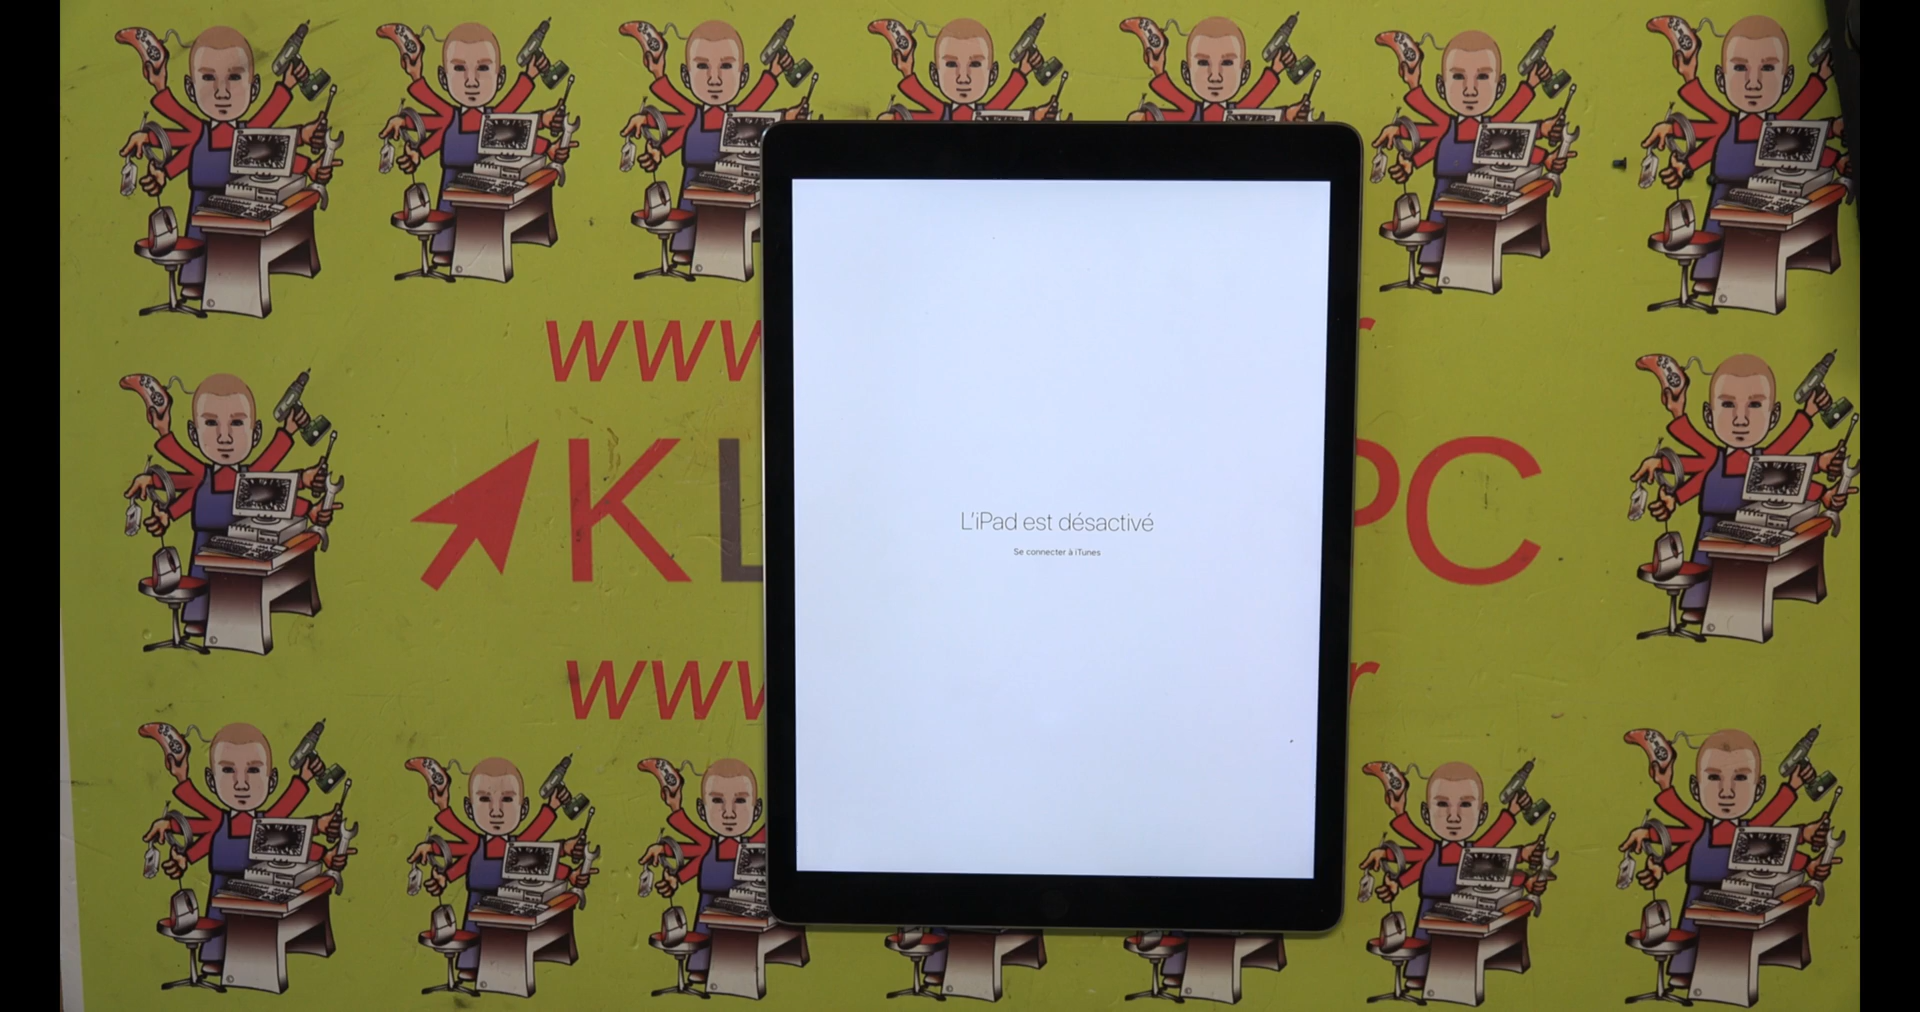 www
KL PC
L'iPad est désactivé
Se connecter à iTunes
www r